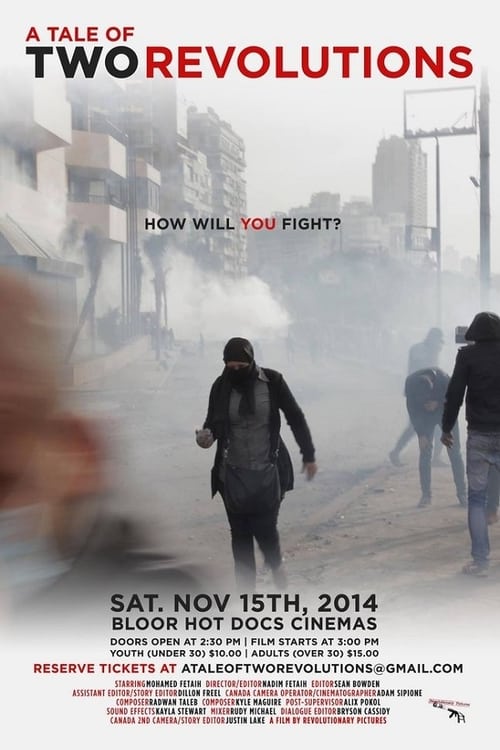 A TALE OF
TWO REVOLUTIONS
HOW WILL YOU FIGHT?
SAT. NOV 15TH, 2014
BLOOR HOT DOCS CINEMAS
DOORS OPEN AT 2:30 PM | FILM STARTS AT 3:00 PM
YOUTH (UNDER 30) $10.00 | ADULTS (OVER 30) $15.00
RESERVE TICKETS AT ATALEOFTWOREVOLUTIONS@GMAIL.COM
STARRING MOHAMED FETAIH DIRECTOR/EDITOR NADIM FETAIH EDITOR SEAN BOWDEN
ASSISTANT EDITOR/STORY EDITOR DILLON FREEL CANADA CAMERA OPERATOR/CINEMATOGRAPHER ADAM SIPIONE
COMPOSER RADWAN TALEB COMPOSER KYLE MAGUIRE POST-SUPERVISOR ALIX POKOL
SOUND EFFECTS KAYLA STEWART MIXER RUDY MICHAEL DIALOGUE EDITOR BRYSON CASSIDY
CANADA 2ND CAMERA/STORY EDITOR JUSTIN LAKE A FILM BY REVOLUTIONARY PICTURES